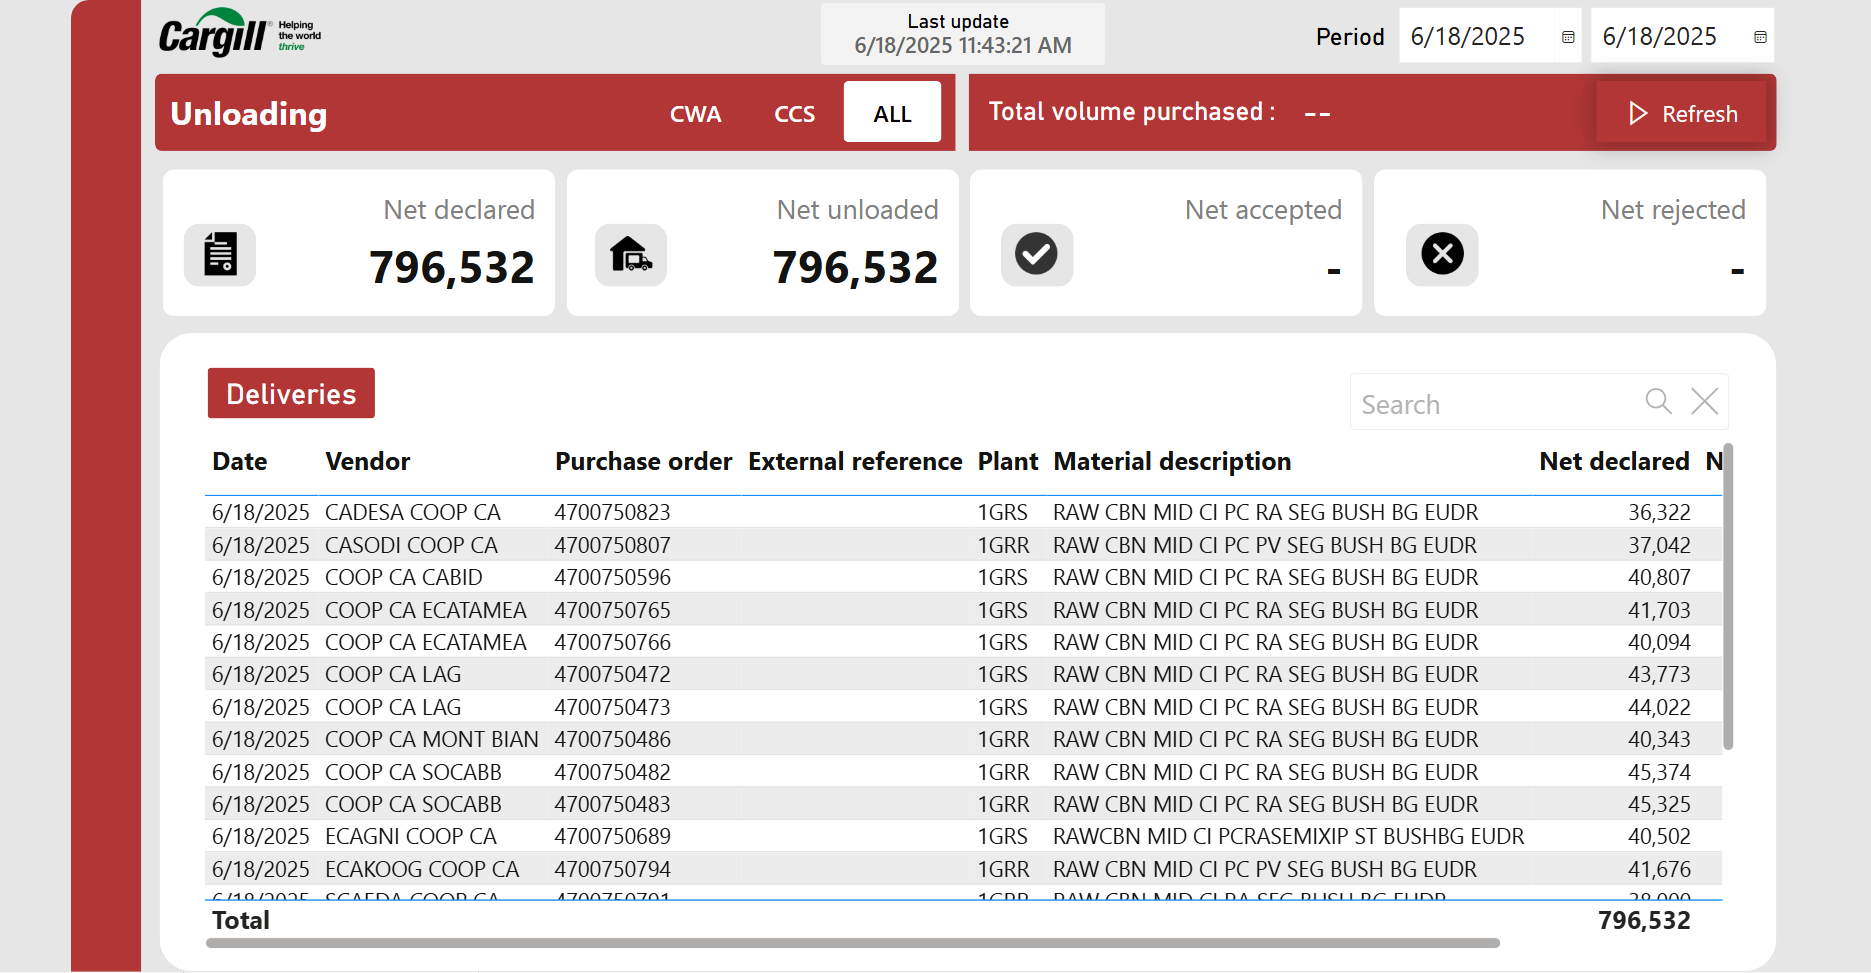 Cargill® Helping the world thrive
Last update
6/18/2025 11:43:21 AM
Period 6/18/2025 6/18/2025
Unloading CWA CCS ALL Total volume purchased : -- Refresh
Net declared
796,532
Net unloaded
796,532
Net accepted
-
Net rejected
-
Deliveries
Search
Date Vendor Purchase order External reference Plant Material description Net declared N
6/18/2025 CADESA COOP CA 4700750823 1GRS RAW CBN MID CI PC RA SEG BUSH BG EUDR 36,322
6/18/2025 CASODI COOP CA 4700750807 1GRR RAW CBN MID CI PC PV SEG BUSH BG EUDR 37,042
6/18/2025 COOP CA CABID 4700750596 1GRS RAW CBN MID CI PC RA SEG BUSH BG EUDR 40,807
6/18/2025 COOP CA ECATAMEA 4700750765 1GRS RAW CBN MID CI PC RA SEG BUSH BG EUDR 41,703
6/18/2025 COOP CA ECATAMEA 4700750766 1GRS RAW CBN MID CI PC RA SEG BUSH BG EUDR 40,094
6/18/2025 COOP CA LAG 4700750472 1GRS RAW CBN MID CI PC RA SEG BUSH BG EUDR 43,773
6/18/2025 COOP CA LAG 4700750473 1GRS RAW CBN MID CI PC RA SEG BUSH BG EUDR 44,022
6/18/2025 COOP CA MONT BIAN 4700750486 1GRR RAW CBN MID CI PC RA SEG BUSH BG EUDR 40,343
6/18/2025 COOP CA SOCABB 4700750482 1GRR RAW CBN MID CI PC RA SEG BUSH BG EUDR 45,374
6/18/2025 COOP CA SOCABB 4700750483 1GRR RAW CBN MID CI PC RA SEG BUSH BG EUDR 45,325
6/18/2025 ECAGNI COOP CA 4700750689 1GRS RAWCBN MID CI PCRASEMIXIP ST BUSHBG EUDR 40,502
6/18/2025 ECAKOOG COOP CA 4700750794 1GRR RAW CBN MID CI PC PV SEG BUSH BG EUDR 41,676
Total 796,532